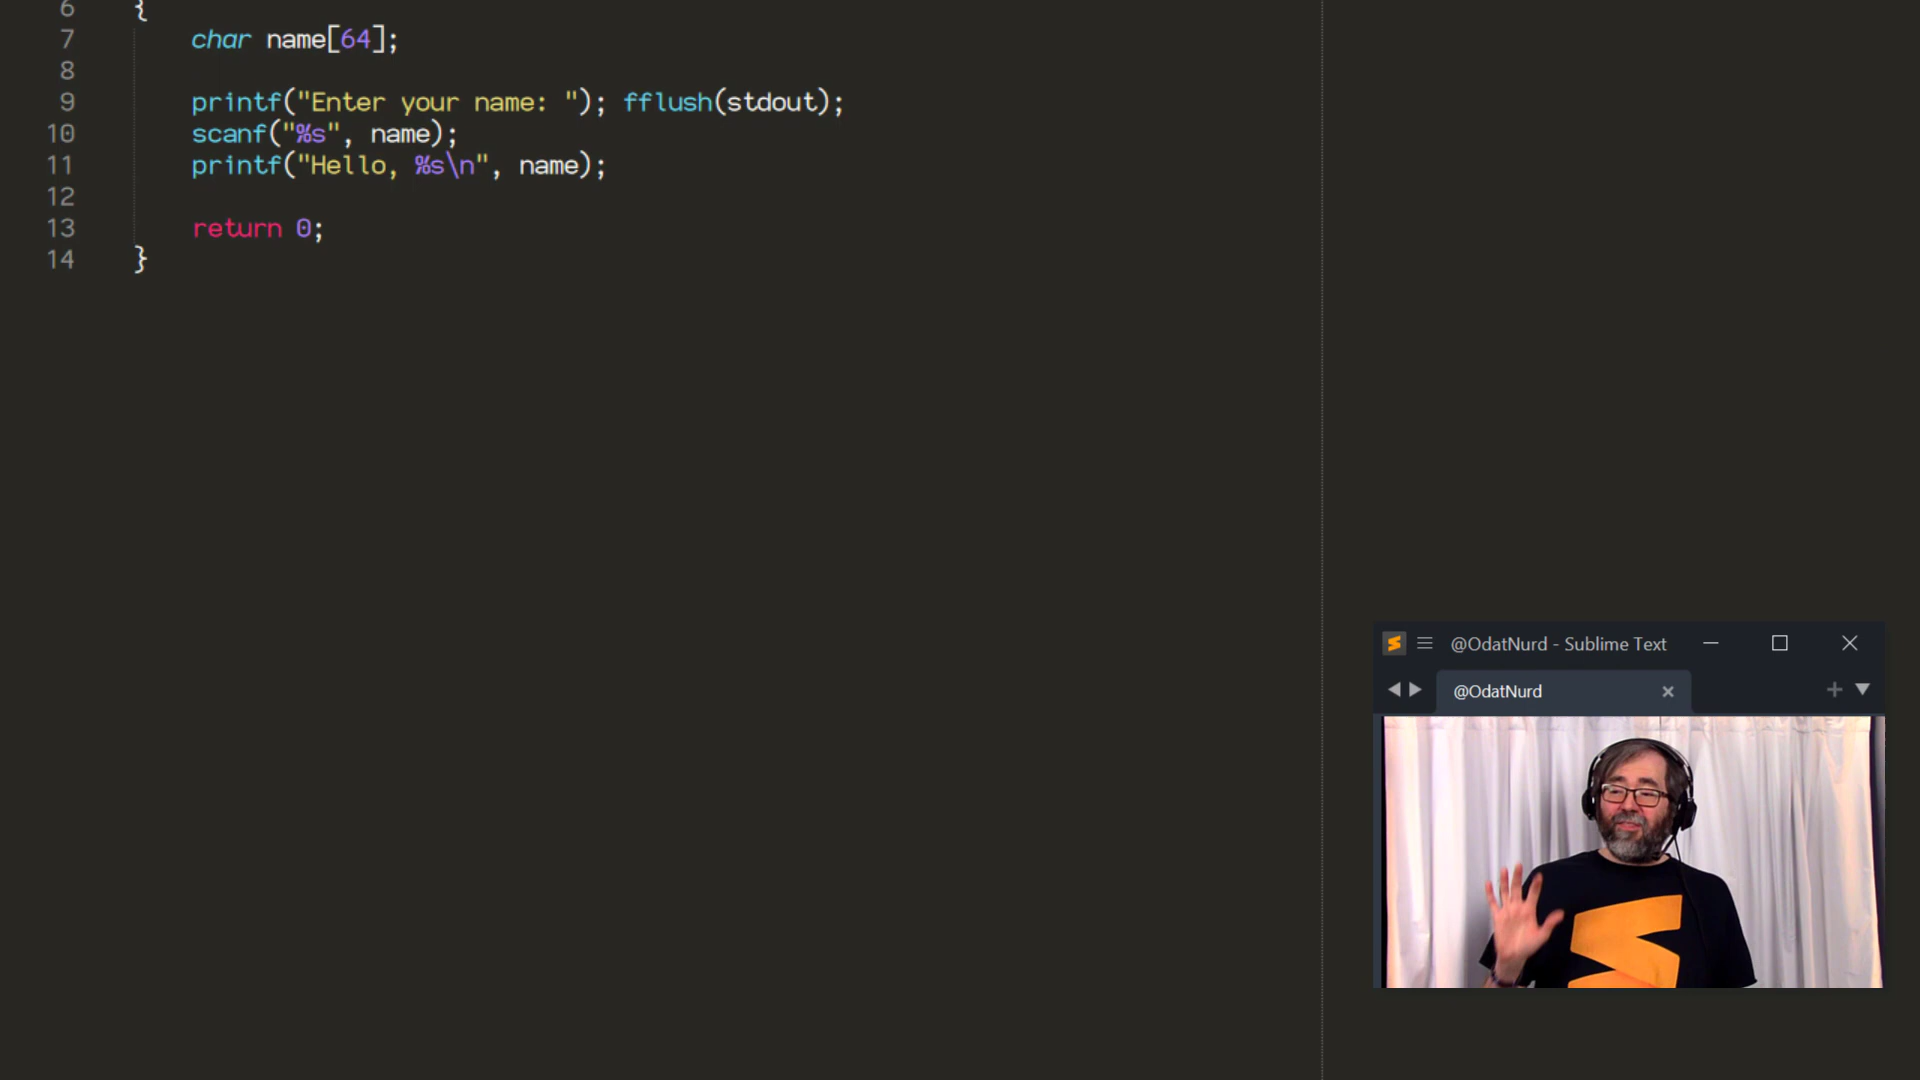 6 {
7 char name[64];
8
9 printf("Enter your name: "); fflush(stdout);
10 scanf("%s", name);
11 printf("Hello, %s\n", name);
12
13 return 0;
14 }
@OdatNurd - Sublime Text
@OdatNurd